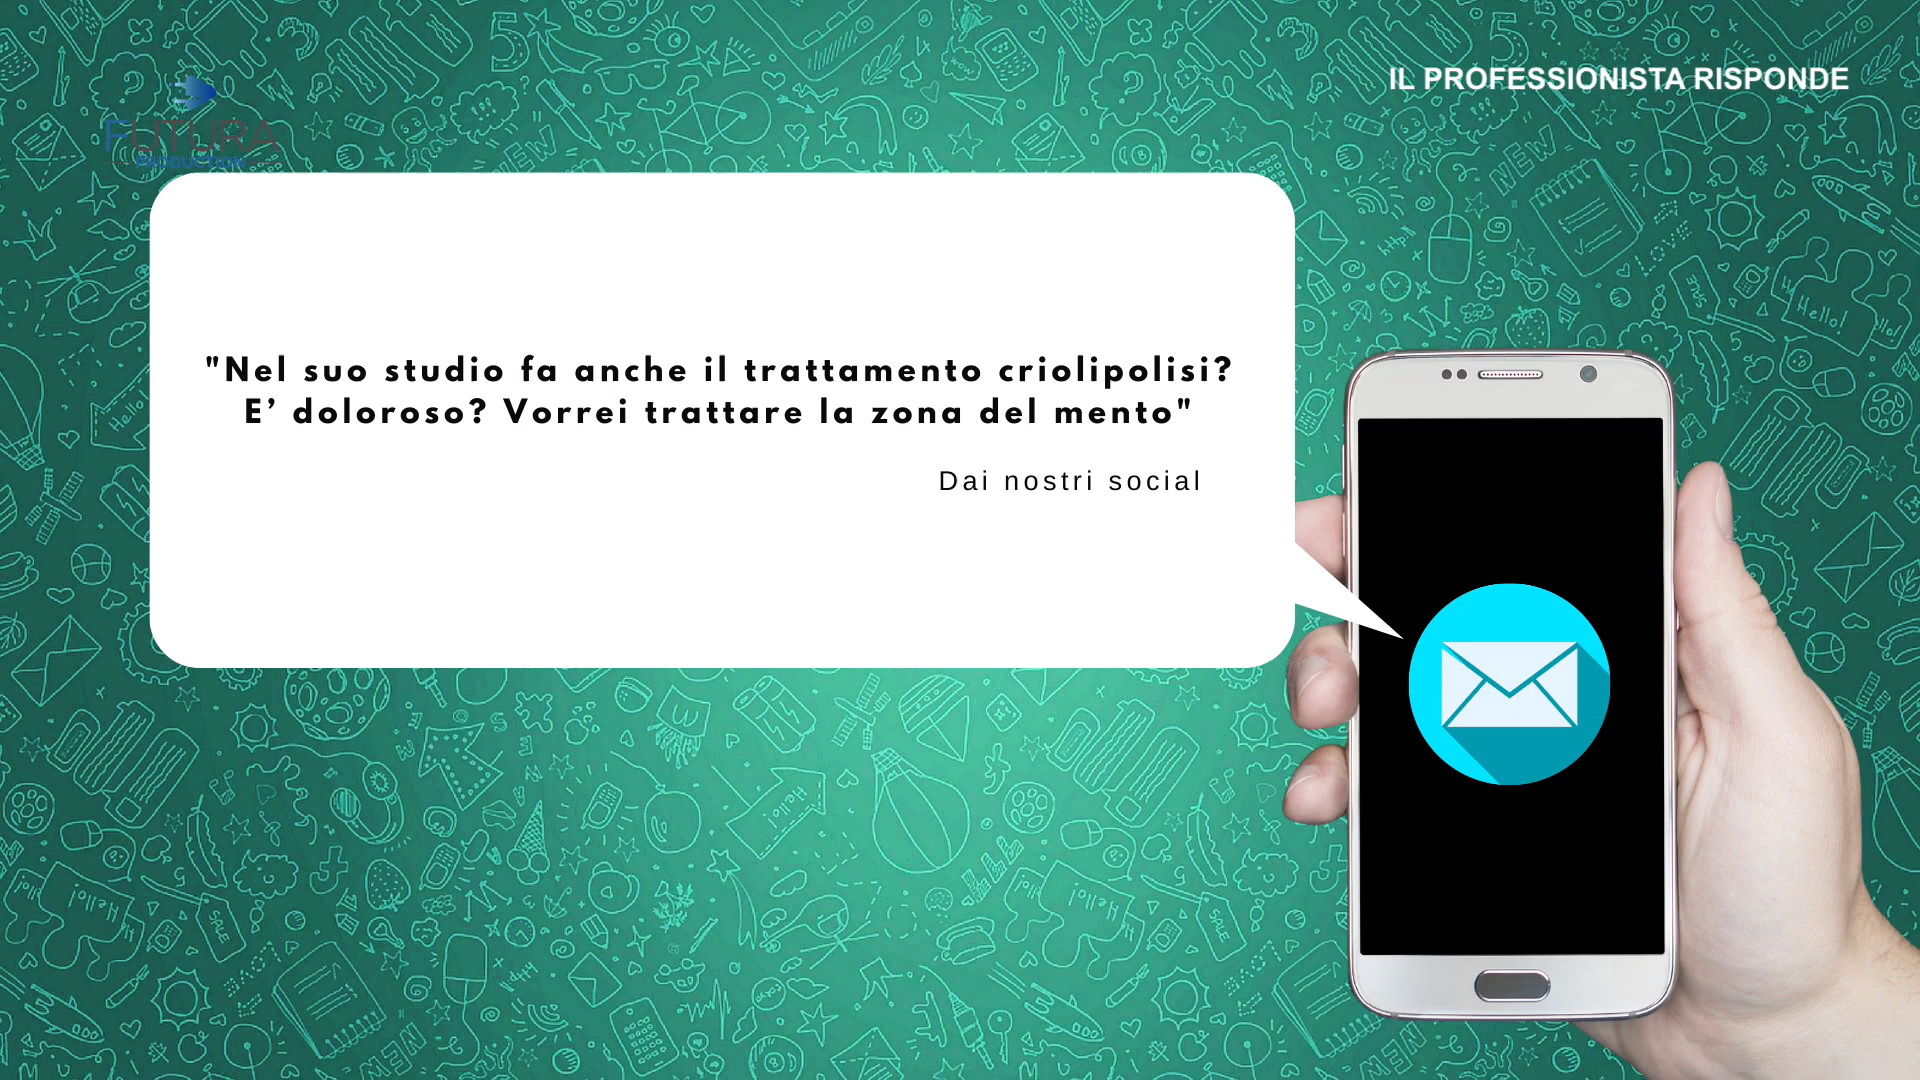 IL PROFESSIONISTA RISPONDE
FUTURA
PRODUCTION
"Nel suo studio fa anche il trattamento criolipolisi?
E’ doloroso? Vorrei trattare la zona del mento"
Dai nostri social